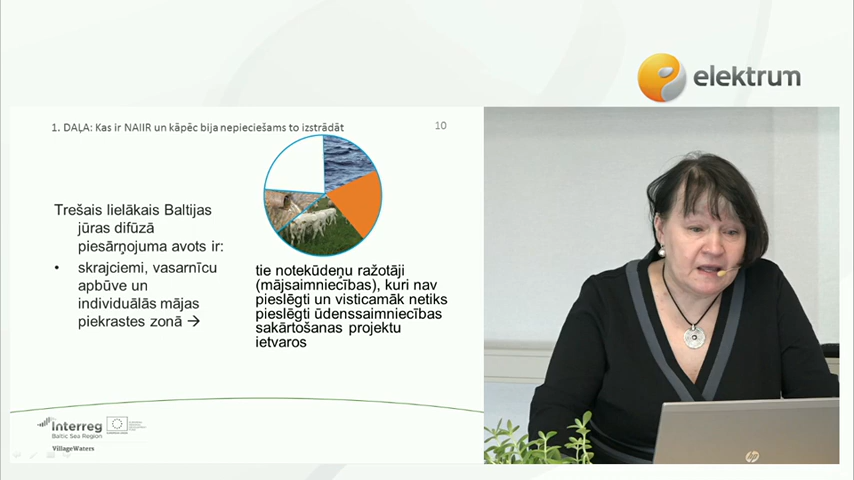 elektrum
1. DAĻA: Kas ir NAIIR un kāpēc bija nepieciešams to izstrādāt
10
Trešais lielākais Baltijas
jūras difūzā
piesārņojuma avots ir:
• skrajciemi, vasarnīcu
apbūve un
individuālās mājas
piekrastes zonā →
tie notekūdeņu ražotāji
(mājsaimniecības), kuri nav
pieslēgti un visticamāk netiks
pieslēgti ūdenssaimniecības
sakārtošanas projektu
ietvaros
Interreg
Baltic Sea Region
VillageWaters
hp